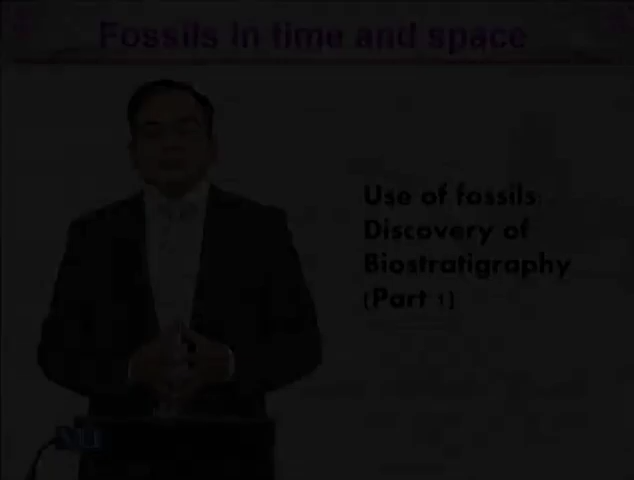 Fossils in time and space
Use of fossils:
Discovery of
Biostratigraphy
(Part 1)